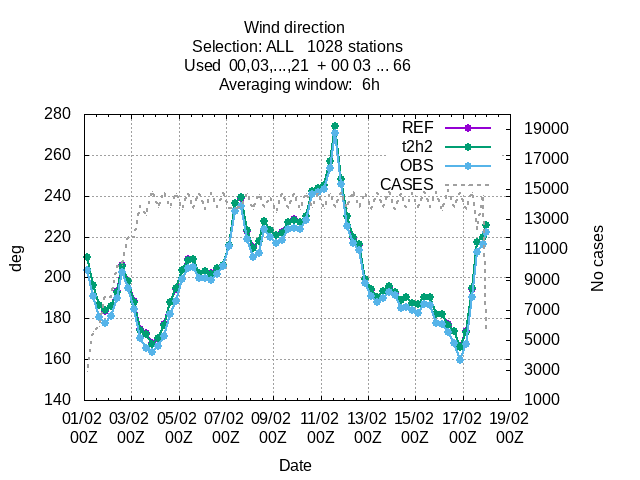 Wind direction
Selection: ALL   1028 stations
Used  00,03,...,21  + 00 03 ... 66
Averaging window:  6h
280
260
240
220
200
180
160
140
deg
REF
t2h2
OBS
CASES
19000
17000
15000
13000
11000
9000
7000
5000
3000
1000
No cases
01/02 03/02 05/02 07/02 09/02 11/02 13/02 15/02 17/02 19/02
00Z 00Z 00Z 00Z 00Z 00Z 00Z 00Z 00Z 00Z
Date